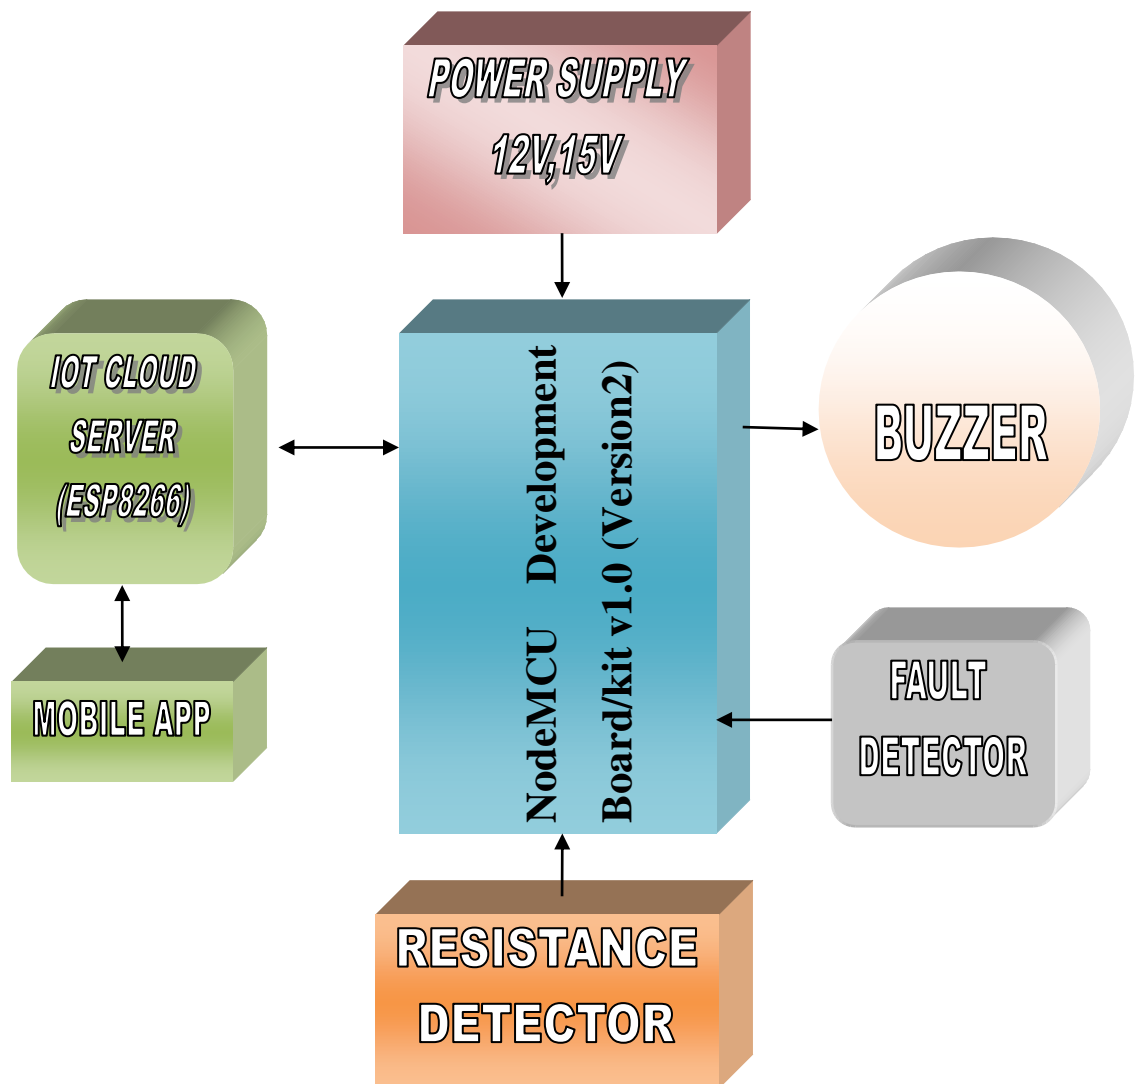 POWER SUPPLY
12V,15V
IOT CLOUD
SERVER
(ESP8266)
MOBILE APP
NodeMCU Development
Board/kit v1.0 (Version2)
BUZZER
FAULT
DETECTOR
RESISTANCE
DETECTOR